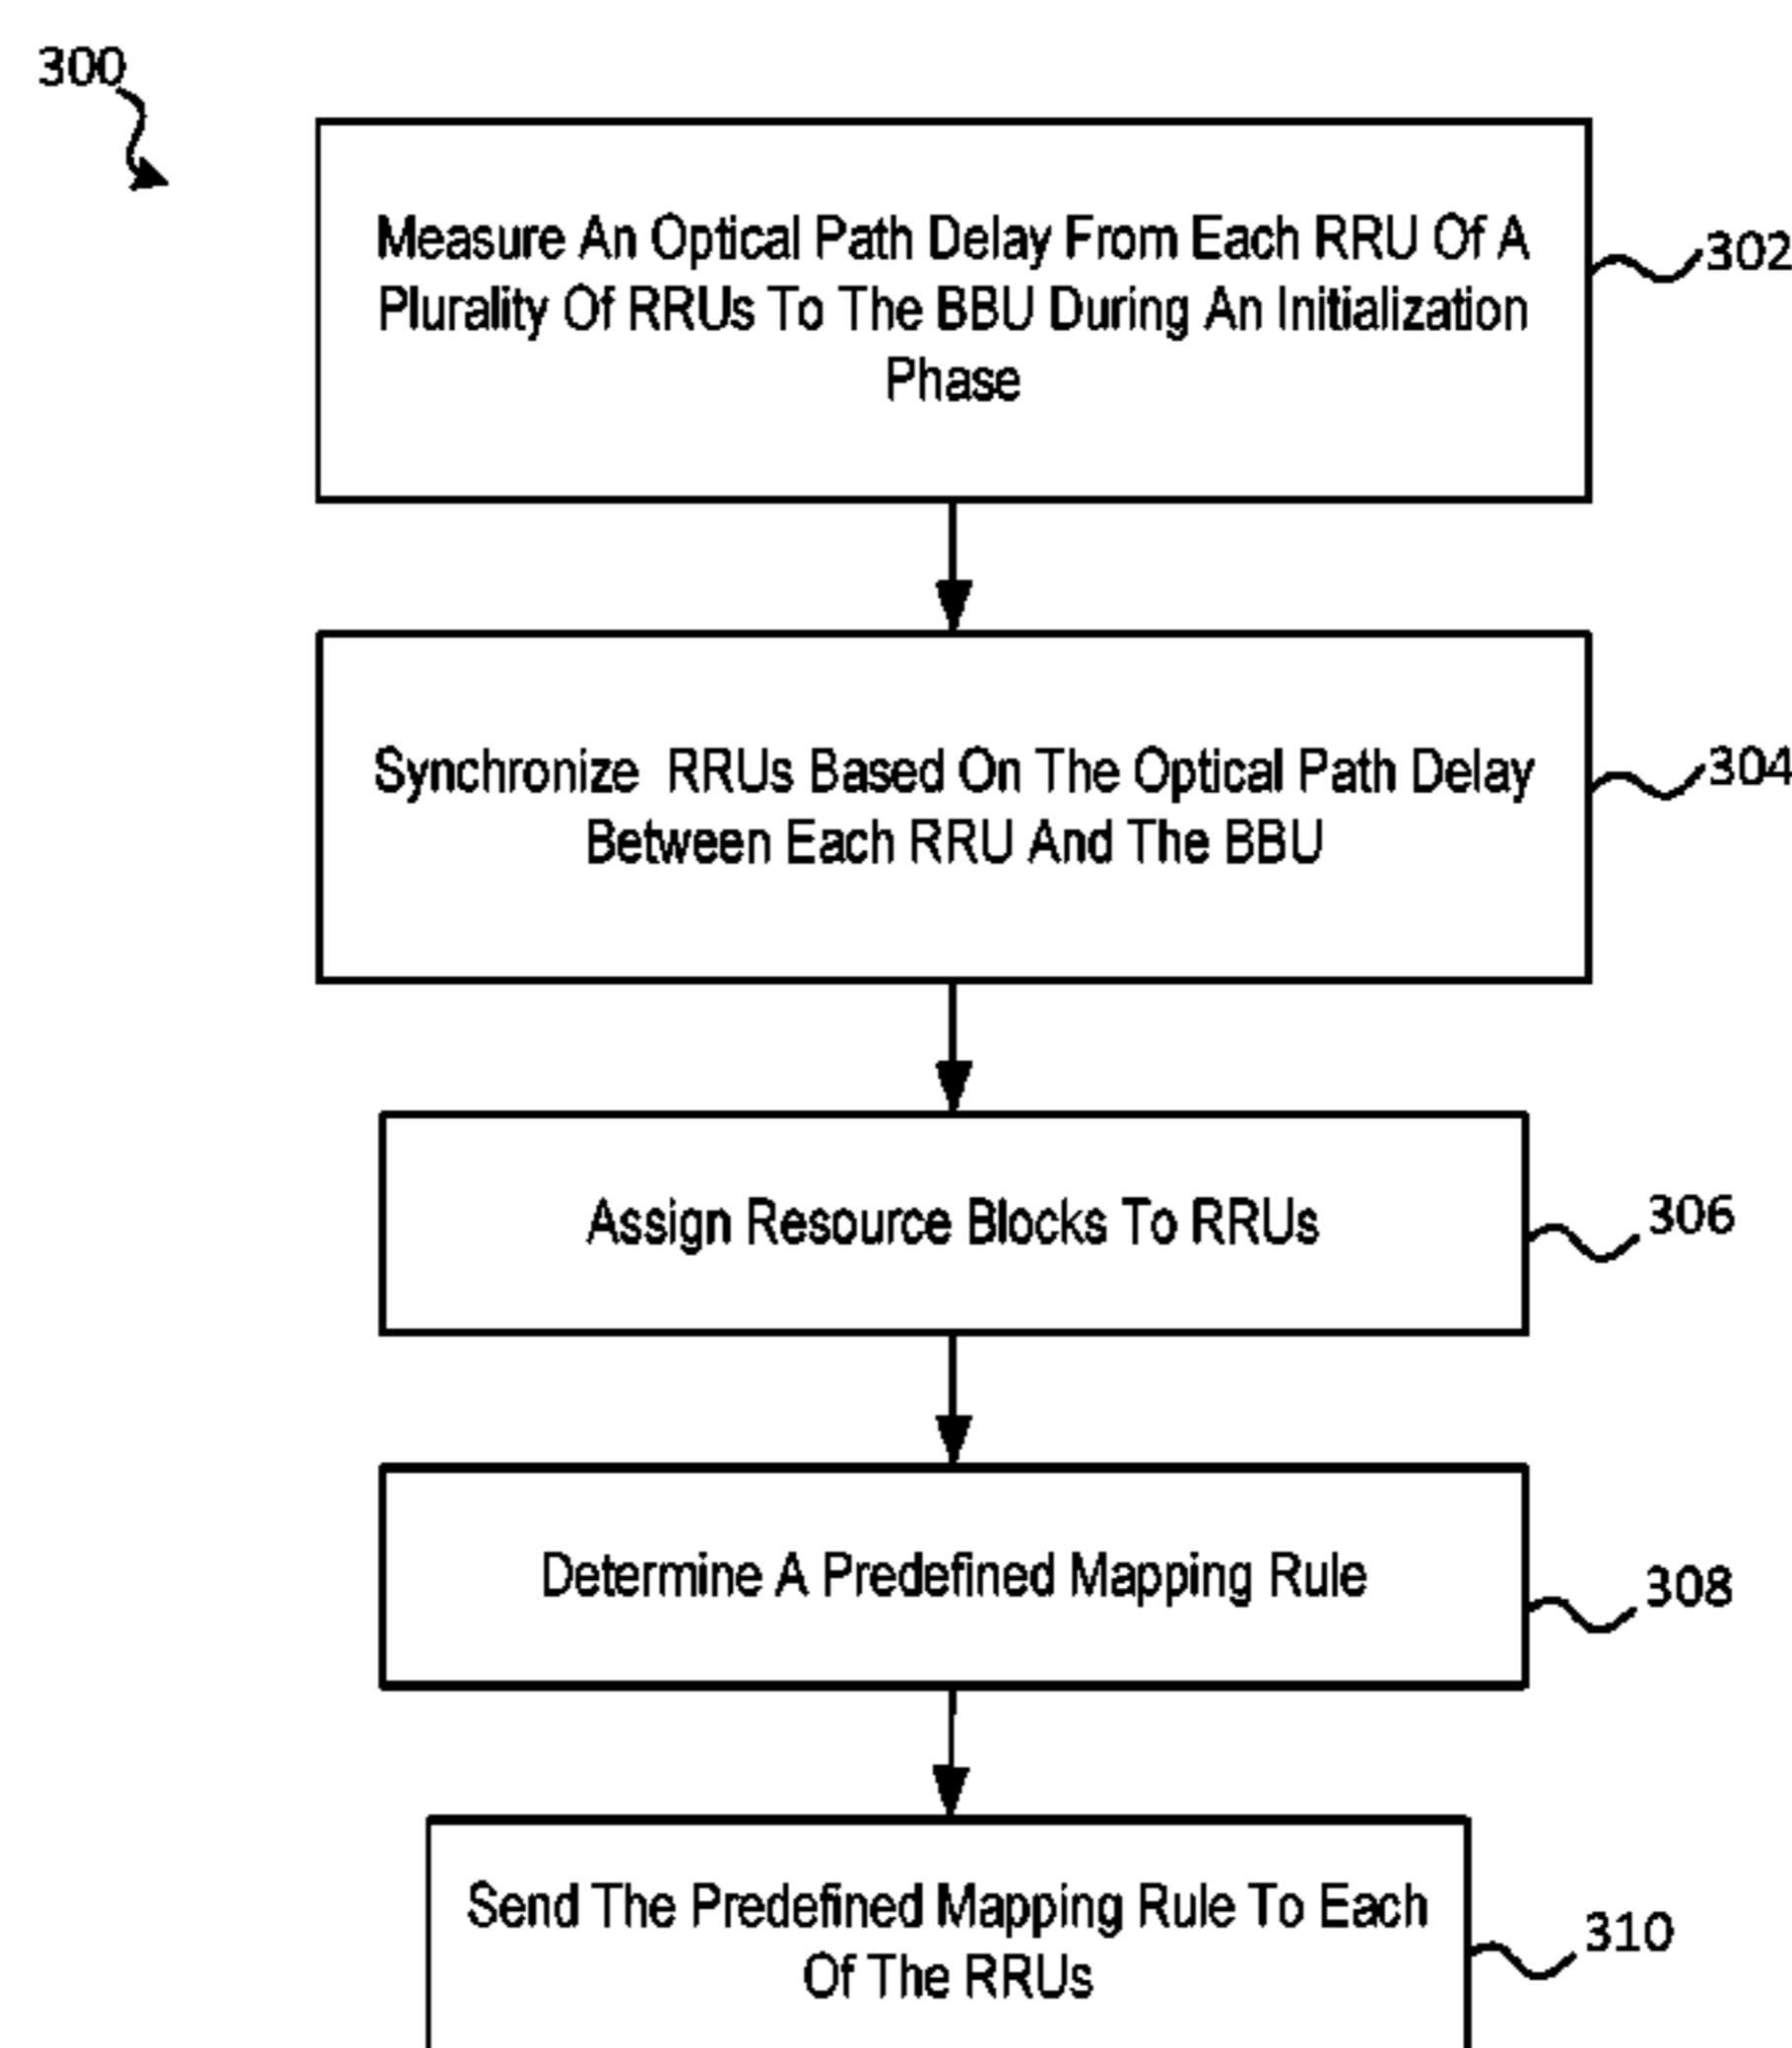 300
Measure An Optical Path Delay From Each RRU Of A
Plurality Of RRUs To The BBU During An Initialization
Phase
302
Synchronize RRUs Based On The Optical Path Delay
Between Each RRU And The BBU
304
Assign Resource Blocks To RRUs
306
Determine A Predefined Mapping Rule
308
Send The Predefined Mapping Rule To Each
Of The RRUs
310